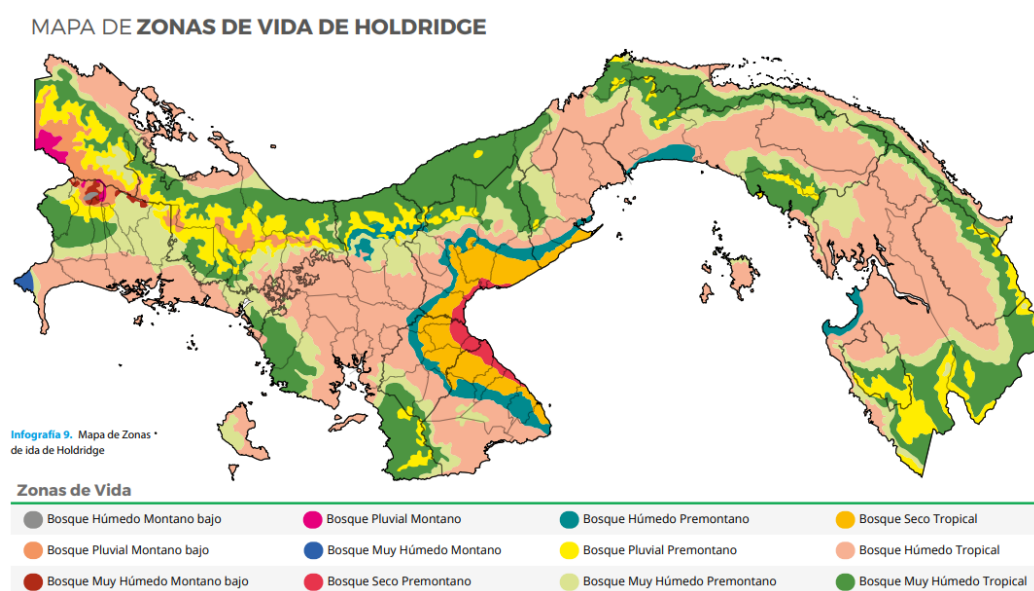 MAPA DE ZONAS DE VIDA DE HOLDRIDGE
Infografía 9. Mapa de Zonas
de ida de Holdridge
Zonas de Vida
Bosque Húmedo Montano bajo
Bosque Pluvial Montano
Bosque Húmedo Premontano
Bosque Seco Tropical
Bosque Pluvial Montano bajo
Bosque Muy Húmedo Montano
Bosque Pluvial Premontano
Bosque Húmedo Tropical
Bosque Muy Húmedo Montano bajo
Bosque Seco Premontano
Bosque Muy Húmedo Premontano
Bosque Muy Húmedo Tropical